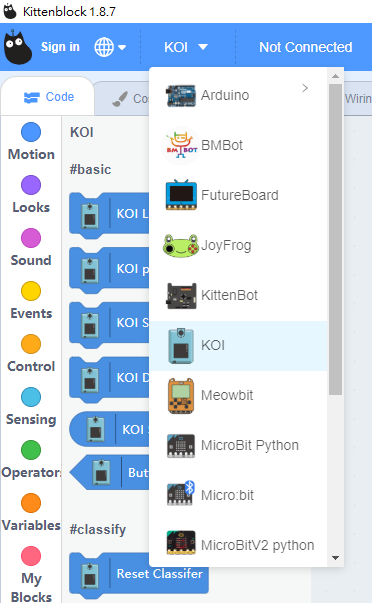 Kittenblock 1.8.7
Sign in
KOI
Not Connected
Code
Cos
Wirin
Motion
Looks
Sound
Events
Control
Sensing
Operator
Variables
My
Blocks
KOI
#basic
KOI L
KOI p
KOI S
KOI D
KOI S
But
#classify
Reset Classifer
Arduino
BMBot
FutureBoard
JoyFrog
KittenBot
KOI
Meowbit
MicroBit Python
Micro:bit
MicroBitV2 python